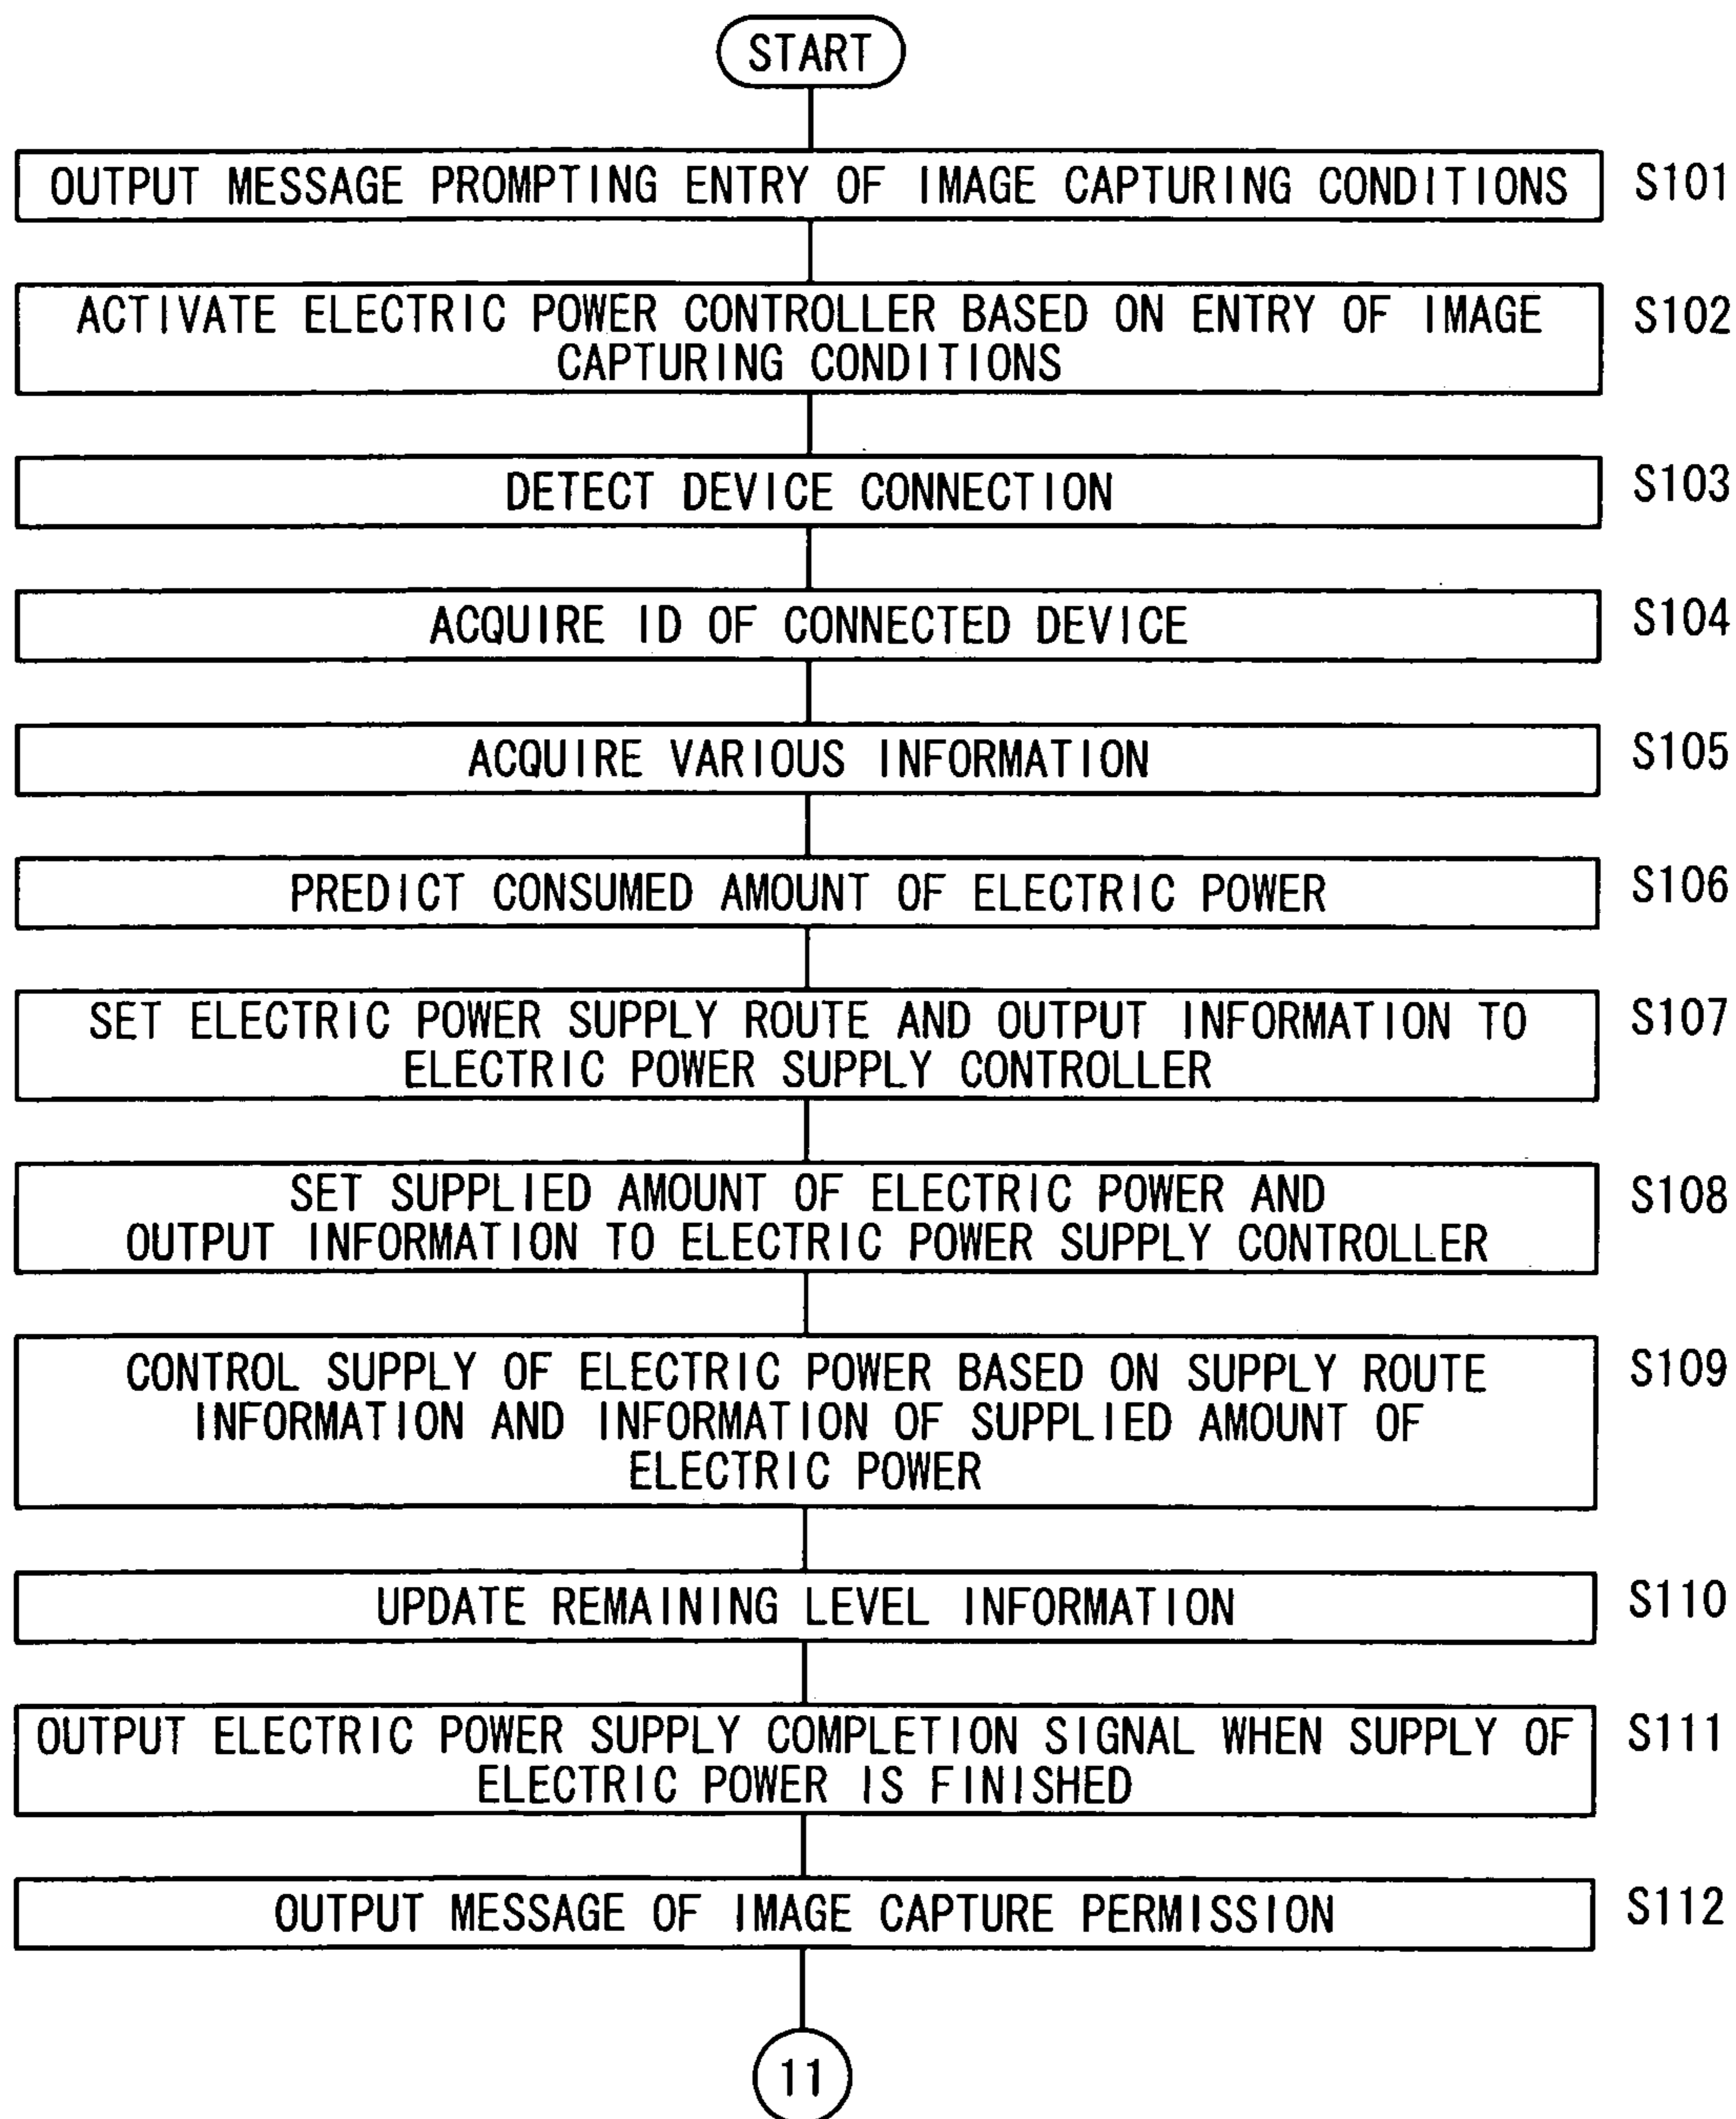 START
OUTPUT MESSAGE PROMPTING ENTRY OF IMAGE CAPTURING CONDITIONS
S101
ACTIVATE ELECTRIC POWER CONTROLLER BASED ON ENTRY OF IMAGE
CAPTURING CONDITIONS
S102
DETECT DEVICE CONNECTION
S103
ACQUIRE ID OF CONNECTED DEVICE
S104
ACQUIRE VARIOUS INFORMATION
S105
PREDICT CONSUMED AMOUNT OF ELECTRIC POWER
S106
SET ELECTRIC POWER SUPPLY ROUTE AND OUTPUT INFORMATION TO
ELECTRIC POWER SUPPLY CONTROLLER
S107
SET SUPPLIED AMOUNT OF ELECTRIC POWER AND
OUTPUT INFORMATION TO ELECTRIC POWER SUPPLY CONTROLLER
S108
CONTROL SUPPLY OF ELECTRIC POWER BASED ON SUPPLY ROUTE
INFORMATION AND INFORMATION OF SUPPLIED AMOUNT OF
ELECTRIC POWER
S109
UPDATE REMAINING LEVEL INFORMATION
S110
OUTPUT ELECTRIC POWER SUPPLY COMPLETION SIGNAL WHEN SUPPLY OF
ELECTRIC POWER IS FINISHED
S111
OUTPUT MESSAGE OF IMAGE CAPTURE PERMISSION
S112
11